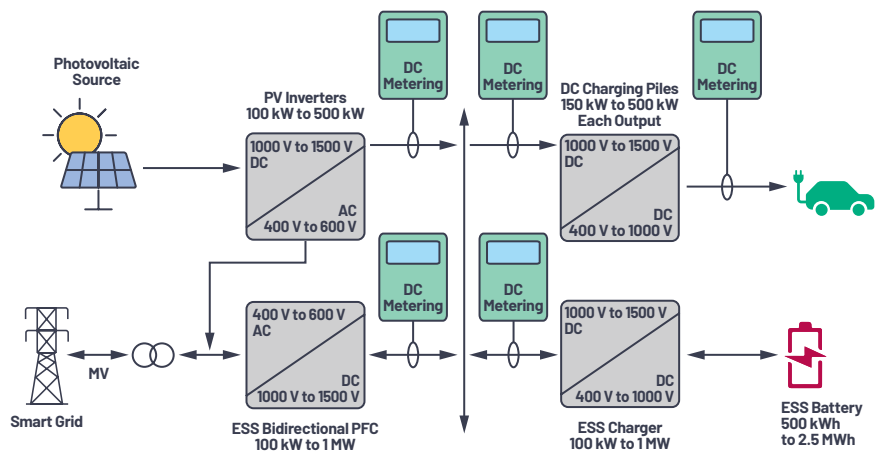 Photovoltaic
Source
PV Inverters
100 kW to 500 kW
1000 V to 1500 V
DC
AC
400 V to 600 V
DC
Metering
DC
Metering
DC Charging Piles
150 kW to 500 kW
Each Output
1000 V to 1500 V
DC
DC
400 V to 1000 V
DC
Metering
Smart Grid
MV
400 V to 600 V
AC
DC
1000 V to 1500 V
ESS Bidirectional PFC
100 kW to 1 MW
DC
Metering
DC
Metering
1000 V to 1500 V
DC
DC
400 V to 1000 V
ESS Charger
100 kW to 1 MW
ESS Battery
500 kWh
to 2.5 MWh